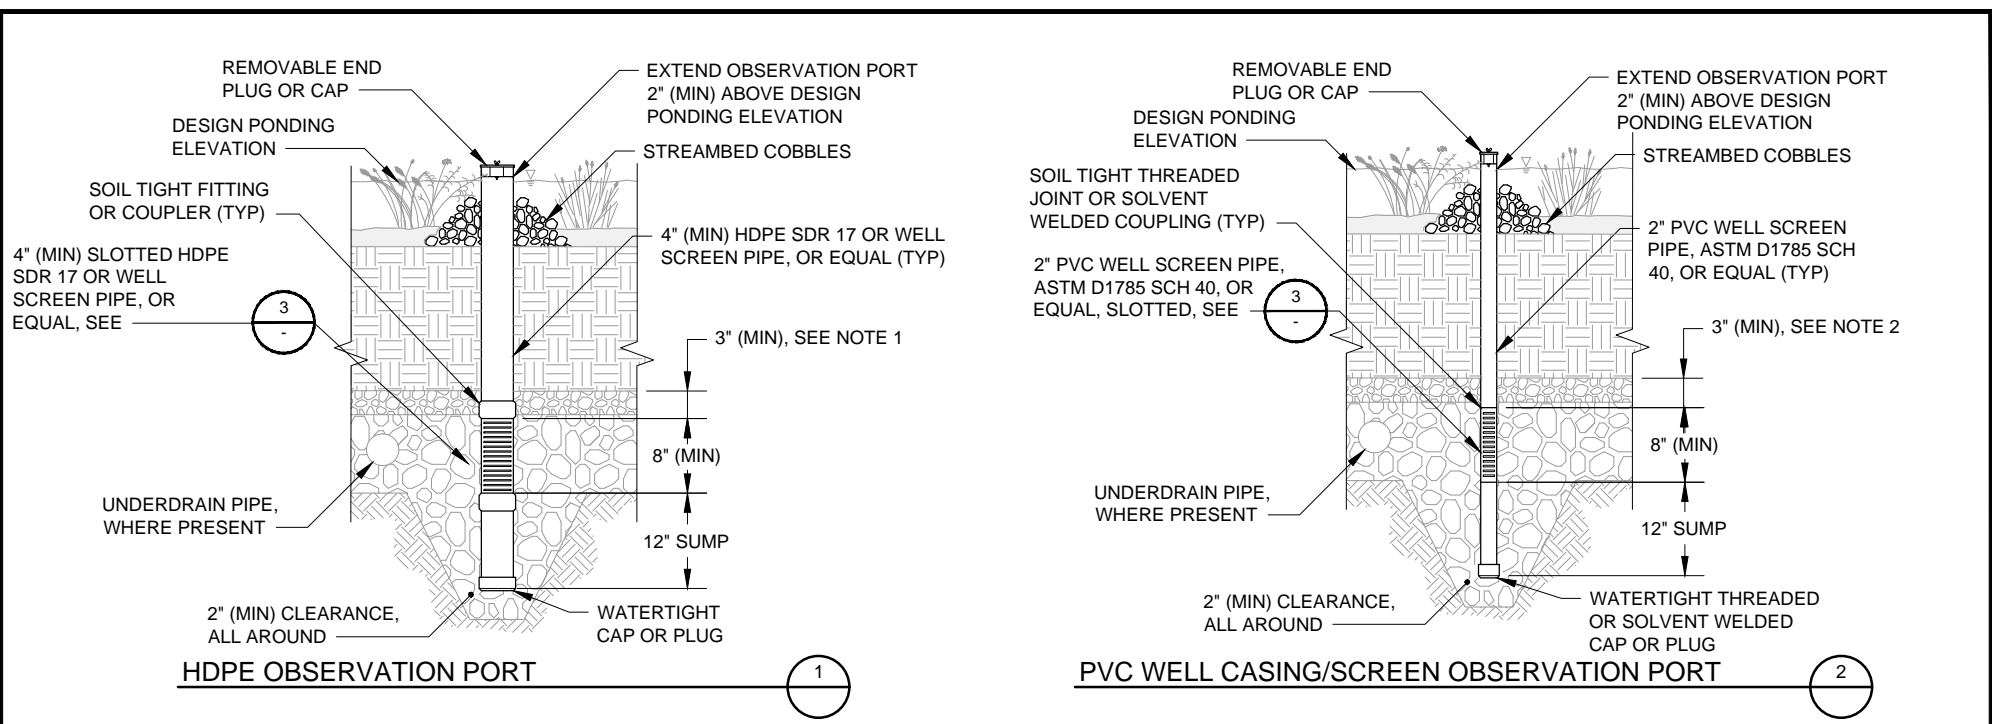 REMOVABLE END
PLUG OR CAP
EXTEND OBSERVATION PORT
2" (MIN) ABOVE DESIGN
PONDING ELEVATION
DESIGN PONDING
ELEVATION
STREAMBED COBBLES
SOIL TIGHT FITTING
OR COUPLER (TYP)
4" (MIN) HDPE SDR 17 OR WELL
SCREEN PIPE, OR EQUAL (TYP)
4" (MIN) SLOTTED HDPE
SDR 17 OR WELL
SCREEN PIPE, OR
EQUAL, SEE
3
-
3" (MIN), SEE NOTE 1
8" (MIN)
UNDERDRAIN PIPE,
WHERE PRESENT
12" SUMP
2" (MIN) CLEARANCE,
ALL AROUND
WATERTIGHT
CAP OR PLUG
HDPE OBSERVATION PORT
1
REMOVABLE END
PLUG OR CAP
EXTEND OBSERVATION PORT
2" (MIN) ABOVE DESIGN
PONDING ELEVATION
DESIGN PONDING
ELEVATION
STREAMBED COBBLES
SOIL TIGHT THREADED
JOINT OR SOLVENT
WELDED COUPLING (TYP)
2" PVC WELL SCREEN
PIPE, ASTM D1785 SCH
40, OR EQUAL (TYP)
2" PVC WELL SCREEN PIPE,
ASTM D1785 SCH 40, OR
EQUAL, SLOTTED, SEE
3
-
3" (MIN), SEE NOTE 2
8" (MIN)
UNDERDRAIN PIPE,
WHERE PRESENT
12" SUMP
2" (MIN) CLEARANCE,
ALL AROUND
WATERTIGHT THREADED
OR SOLVENT WELDED
CAP OR PLUG
PVC WELL CASING/SCREEN OBSERVATION PORT
2